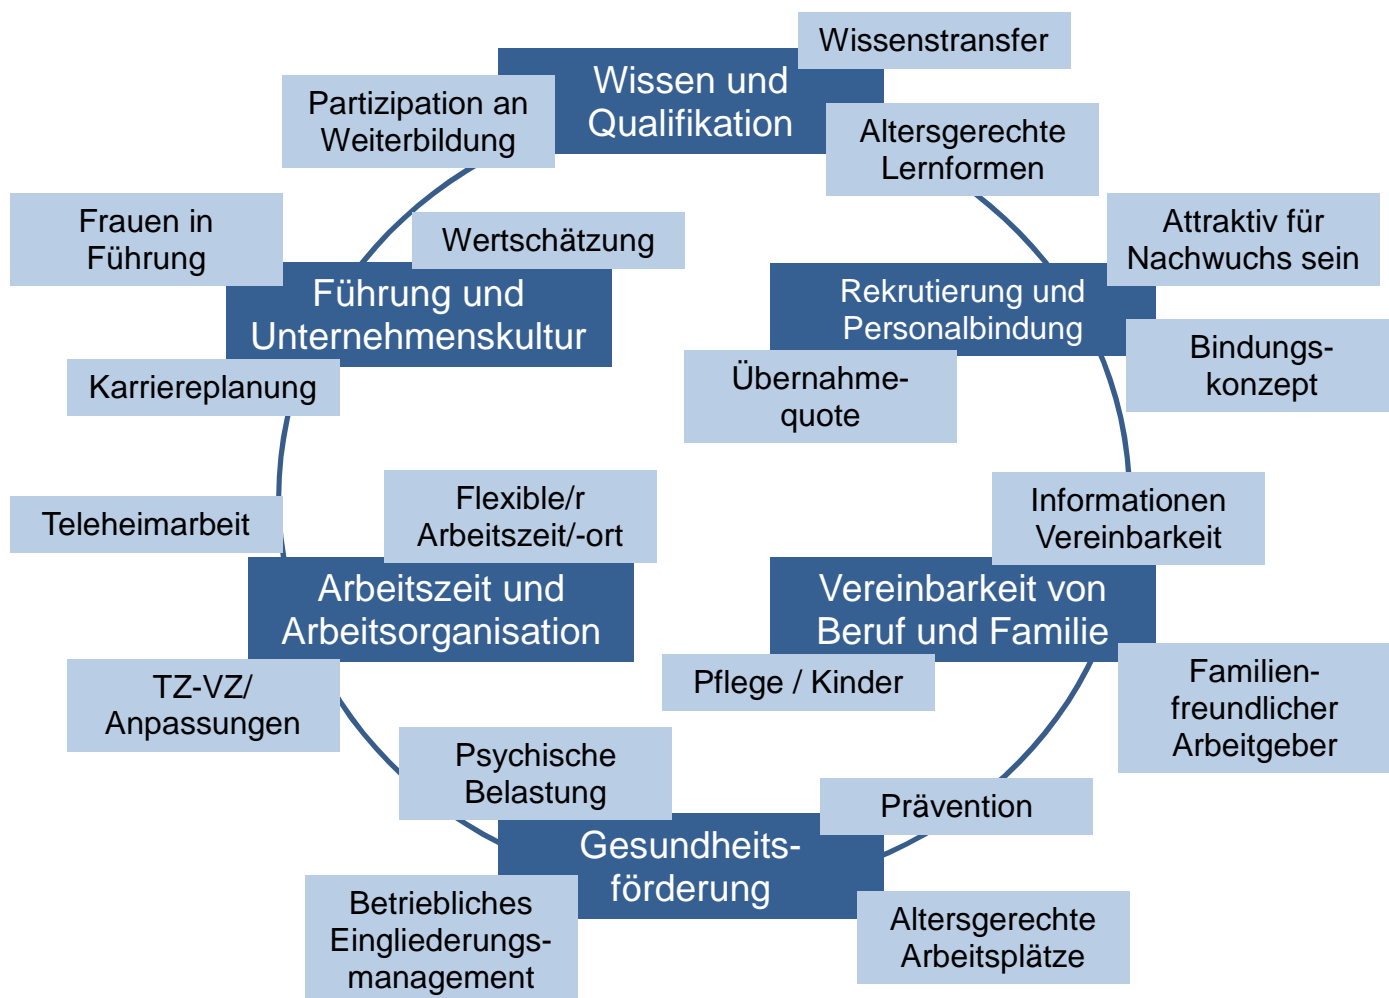 Wissenstransfer
Wissen und
Qualifikation
Partizipation an
Weiterbildung
Altersgerechte
Lernformen
Frauen in
Führung
Wertschätzung
Führung und
Unternehmenskultur
Karriereplanung
Attraktiv für
Nachwuchs sein
Rekrutierung und
Personalbindung
Bindungs-
konzept
Übernahme-
quote
Teleheimarbeit
Flexible/r
Arbeitszeit/-ort
Arbeitszeit und
Arbeitsorganisation
TZ-VZ/
Anpassungen
Informationen
Vereinbarkeit
Vereinbarkeit von
Beruf und Familie
Pflege / Kinder
Familien-
freundlicher
Arbeitgeber
Psychische
Belastung
Prävention
Gesundheits-
förderung
Betriebliches
Eingliederungs-
management
Altersgerechte
Arbeitsplätze